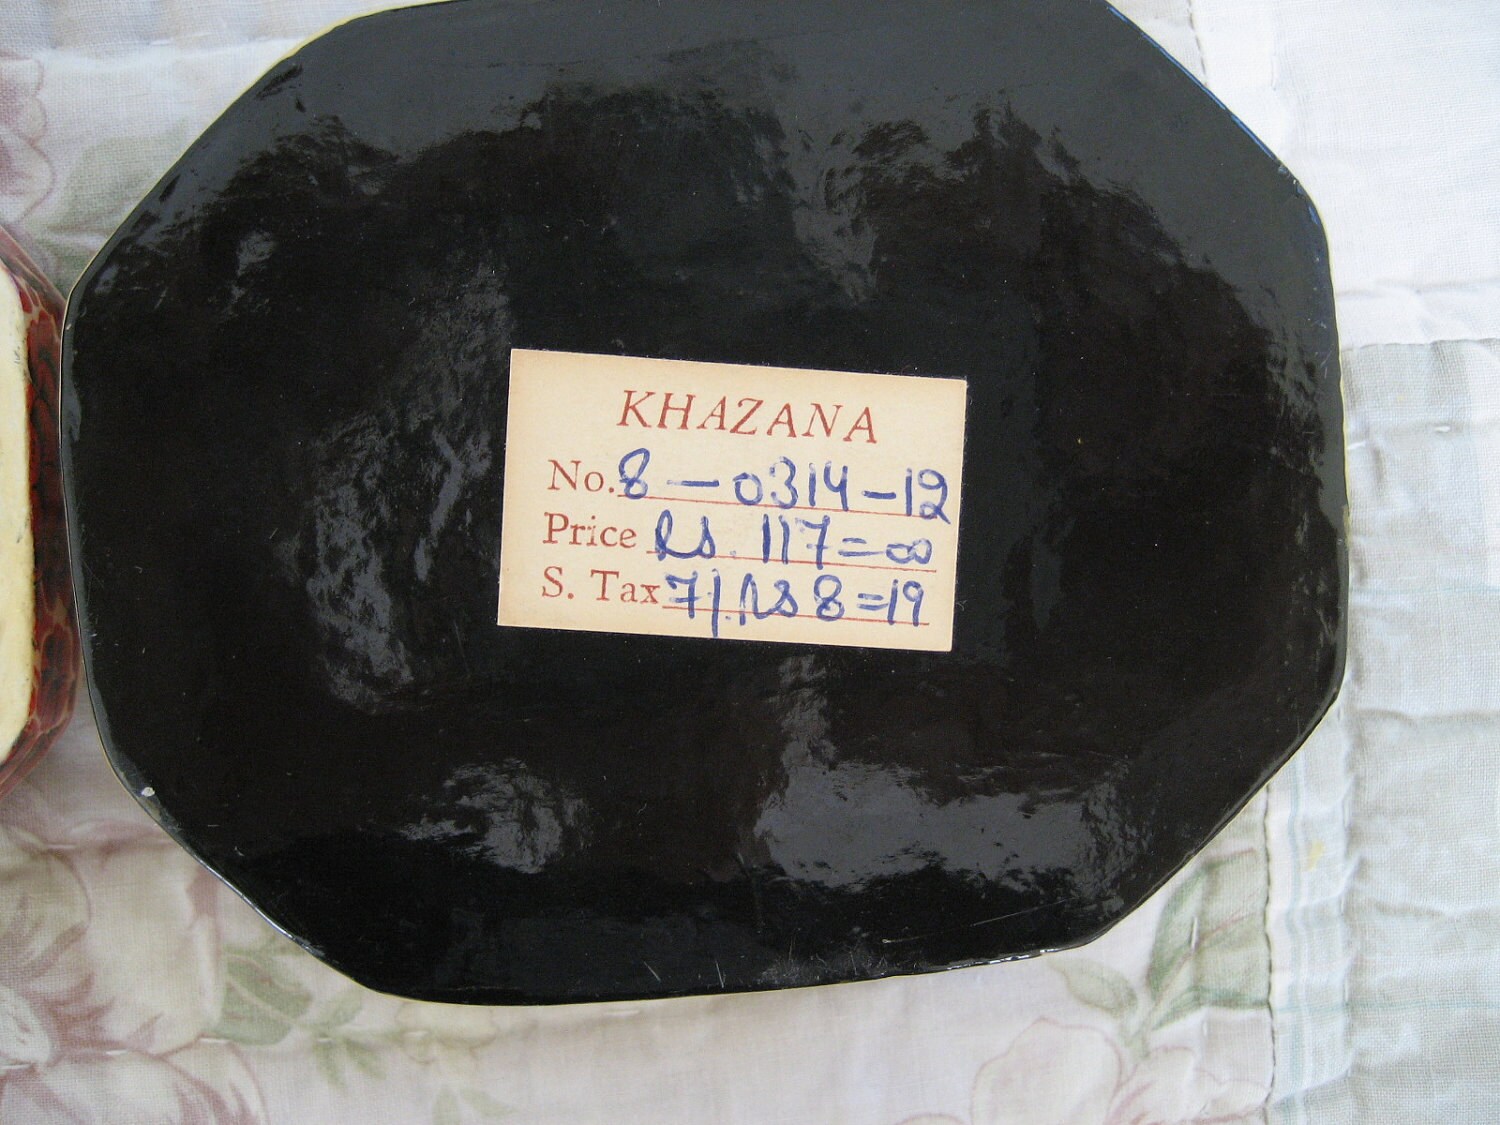 KHAZANA
No. 8 — 0314 — 12
Price Rs. 117 = 00
S. Tax 7/. Rs 8 = 19